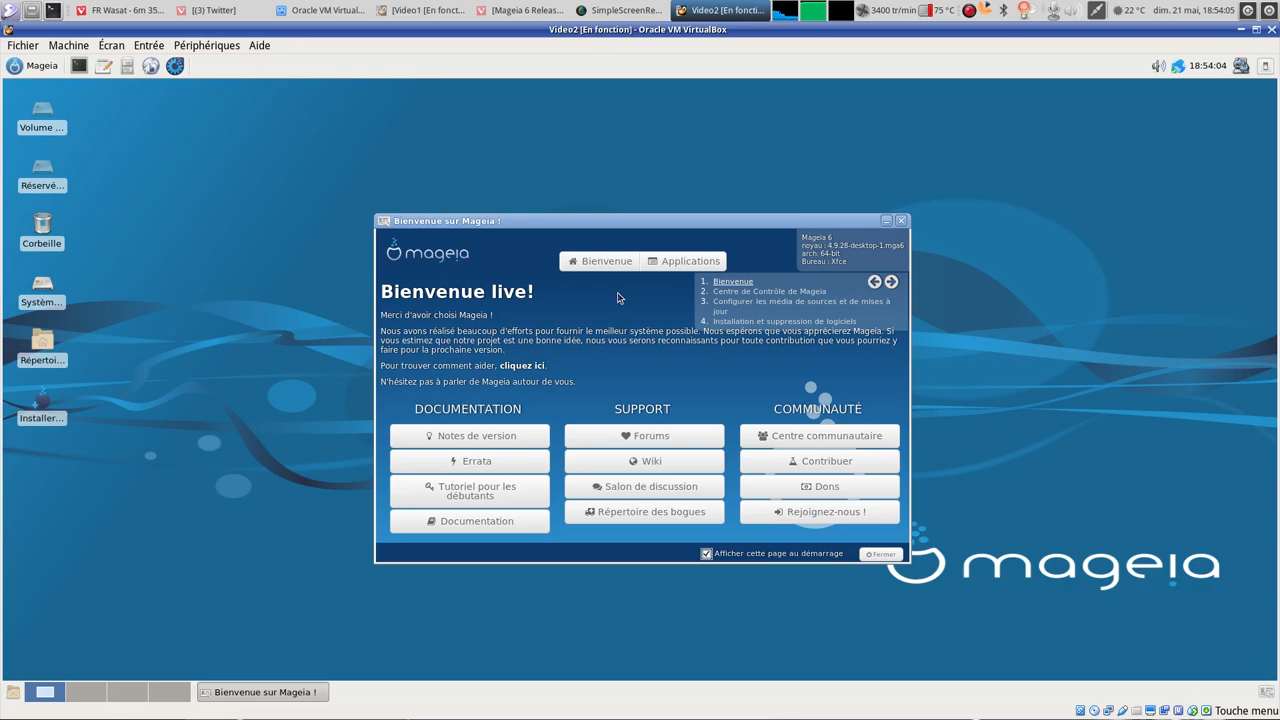 FR Wasat - 6m 35...
[(3) Twitter]
Oracle VM VirtualB...
[Video1 [En fonct...
[Mageia 6 Releas...
SimpleScreenRe...
Video2 [En foncti...
3400 tr/min
75 °C
22 °C
dim. 21 mai, 18:54:05
Video2 [En fonction] - Oracle VM VirtualBox
Fichier Machine Écran Entrée Périphériques Aide
Mageia
18:54:04
Volume ...
Réservé...
Corbeille
Systèm...
Répertoi...
Installer...
Bienvenue sur Mageia !
mageia
Bienvenue
Applications
Mageia 6
noyau : 4.9.28-desktop-1.mga6
arch: 64-bit
Bureau : Xfce
1. Bienvenue
2. Centre de Contrôle de Mageia
3. Configurer les média de sources et de mises à
jour
4. Installation et suppression de logiciels
Bienvenue live!
Merci d'avoir choisi Mageia !
Nous avons réalisé beaucoup d'efforts pour fournir le meilleur système possible. Nous espérons que vous apprécierez Mageia. Si
vous estimez que notre projet est une bonne idée, nous vous serons reconnaissants pour toute contribution que vous pourriez y
faire pour la prochaine version.
Pour trouver comment aider, cliquez ici.
N'hésitez pas à parler de Mageia autour de vous.
DOCUMENTATION
Notes de version
Errata
Tutoriel pour les
débutants
Documentation
SUPPORT
Forums
Wiki
Salon de discussion
Répertoire des bogues
COMMUNAUTÉ
Centre communautaire
Contribuer
Dons
Rejoignez-nous !
Afficher cette page au démarrage
Fermer
mageia
Bienvenue sur Mageia !
Touche menu